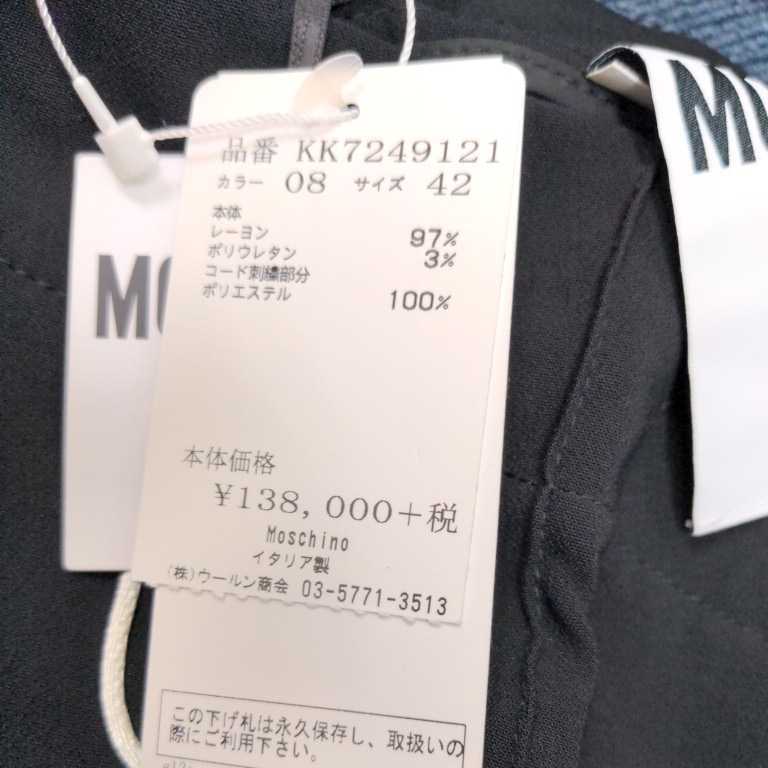 品番 KK7249121
カラー 08 サイズ 42
本体
レーヨン 97%
ポリウレタン 3%
コード刺繍部分
ポリエステル 100%
本体価格
¥138,000+税
Moschino
イタリア製
(株)ウールン商会 03-5771-3513
この下げ札は永久保存し、取扱いの
際にご利用下さい。
MO
MO